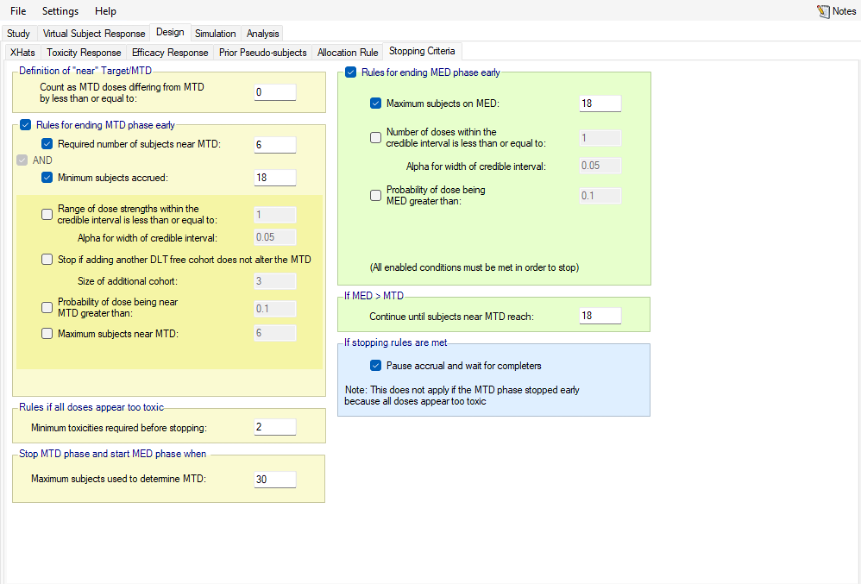 File Settings Help Notes
Study Virtual Subject Response Design Simulation Analysis
XHats Toxicity Response Efficacy Response Prior Pseudo-subjects Allocation Rule Stopping Criteria
Definition of "near" Target/MTD
Count as MTD doses differing from MTD
by less than or equal to: 0
Rules for ending MTD phase early
Required number of subjects near MTD: 6
AND
Minimum subjects accrued: 18
Range of dose strengths within the
credible interval is less than or equal to: 1
Alpha for width of credible interval: 0.05
Stop if adding another DLT free cohort does not alter the MTD
Size of additional cohort: 3
Probability of dose being near
MTD greater than: 0.1
Maximum subjects near MTD: 6
Rules if all doses appear too toxic
Minimum toxicities required before stopping: 2
Stop MTD phase and start MED phase when
Maximum subjects used to determine MTD: 30
Rules for ending MED phase early
Maximum subjects on MED: 18
Number of doses within the
credible interval is less than or equal to: 1
Alpha for width of credible interval: 0.05
Probability of dose being
MED greater than: 0.1
(All enabled conditions must be met in order to stop)
If MED > MTD
Continue until subjects near MTD reach: 18
If stopping rules are met
Pause accrual and wait for completers
Note: This does not apply if the MTD phase stopped early
because all doses appear too toxic